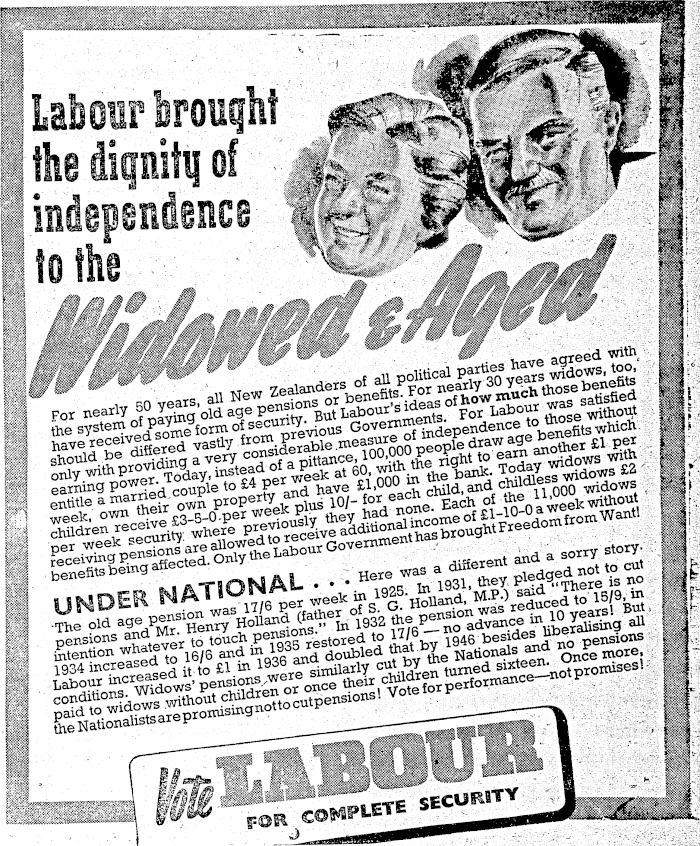 Labour brought
the dignity of
independence
to the
Widowed & Aged
For nearly 50 years, all New Zealanders of all political parties have agreed with
the system of paying old age pensions or benefits. For nearly 30 years widows, too,
have received some form of security. But Labour's ideas of how much those benefits
should be differed vastly from previous Governments. For Labour was satisfied
only with providing a very considerable measure of independence to those without
earning power. Today, instead of a pittance, 100,000 people draw age benefits which
entitle a married couple to £4 per week at 60, with the right to earn another £1 per
week, own their own property and have £1,000 in the bank. Today widows with
children receive £3-5-0 per week plus 10/- for each child, and childless widows £2
per week security where previously they had none. Each of the 11,000 widows
receiving pensions are allowed to receive additional income of £1-10-0 a week without
benefits being affected. Only the Labour Government has brought Freedom from Want!
UNDER NATIONAL . . . Here was a different and a sorry story.
The old age pension was 17/6 per week in 1925. In 1931, they pledged not to cut
pensions and Mr. Henry Holland (father of S. G. Holland, M.P.) said "There is no
intention whatever to touch pensions." In 1932 the pension was reduced to 15/9, in
1934 increased to 16/6 and in 1935 restored to 17/6 — no advance in 10 years! But
Labour increased it to £1 in 1936 and doubled that by 1946 besides liberalising all
conditions. Widows' pensions were similarly cut by the Nationals and no pensions
paid to widows without children or once their children turned sixteen. Once more,
the Nationalists are promising not to cut pensions! Vote for performance—not promises!
Vote LABOUR
FOR COMPLETE SECURITY